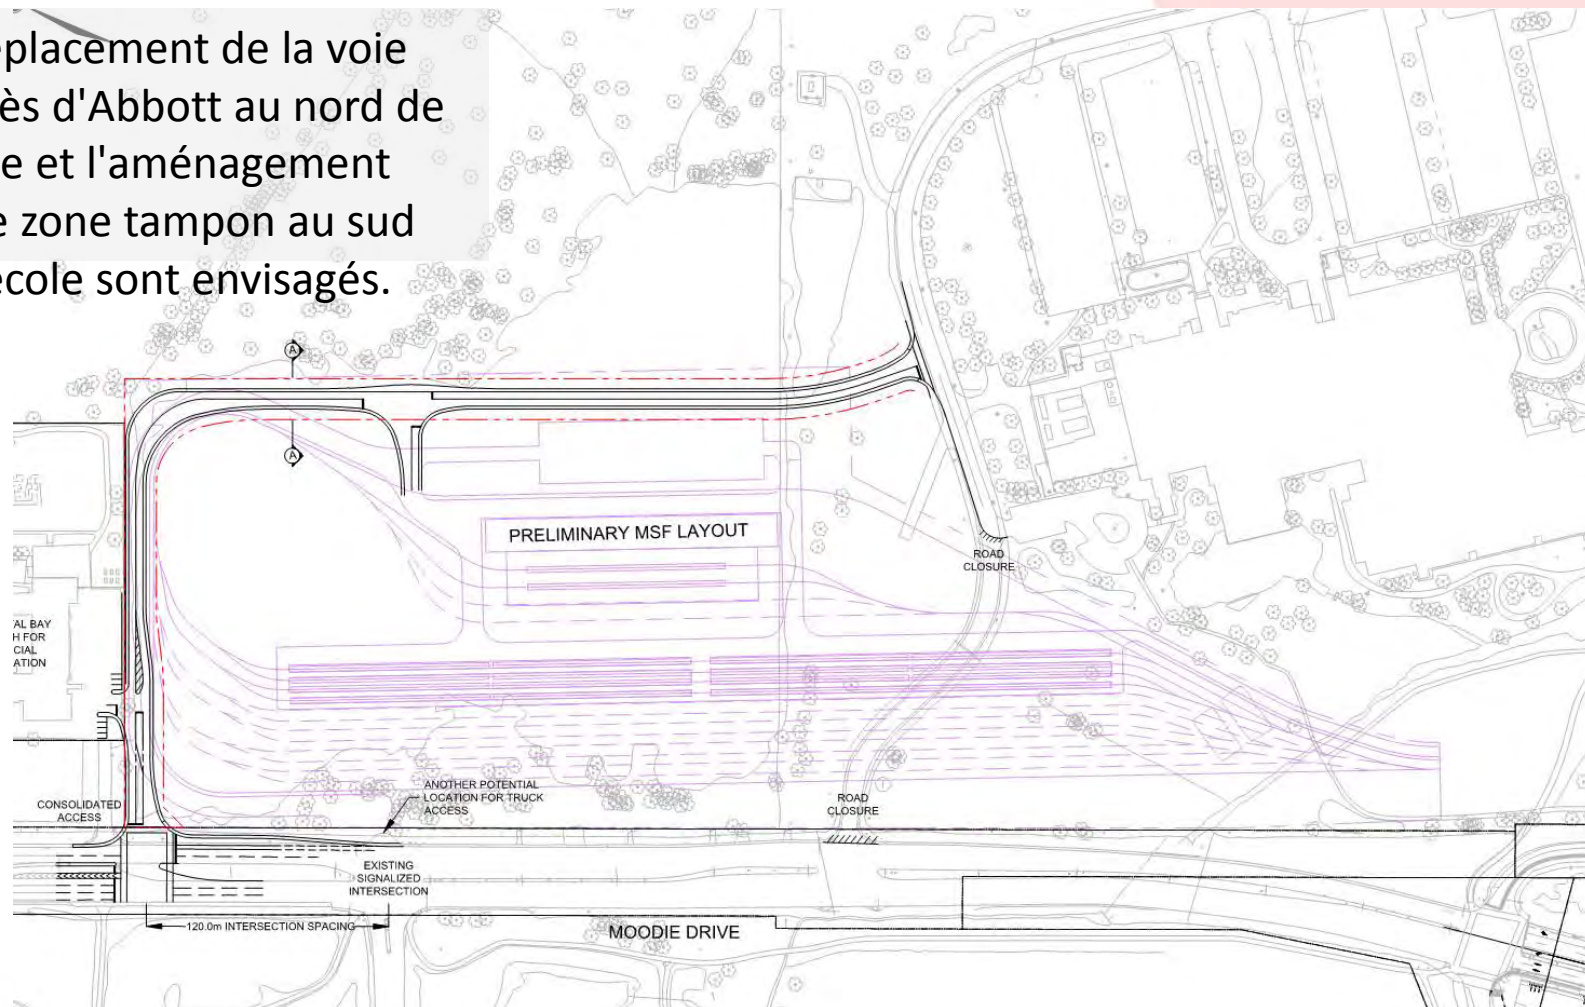 éplacement de la voie
ès d'Abbott au nord de
e et l'aménagement
e zone tampon au sud
école sont envisagés.
A
A
PRELIMINARY MSF LAYOUT
ROAD
CLOSURE
AL BAY
H FOR
CIAL
ATION
CONSOLIDATED
ACCESS
ANOTHER POTENTIAL
LOCATION FOR TRUCK
ACCESS
ROAD
CLOSURE
EXISTING
SIGNALIZED
INTERSECTION
120.0m INTERSECTION SPACING
MOODIE DRIVE